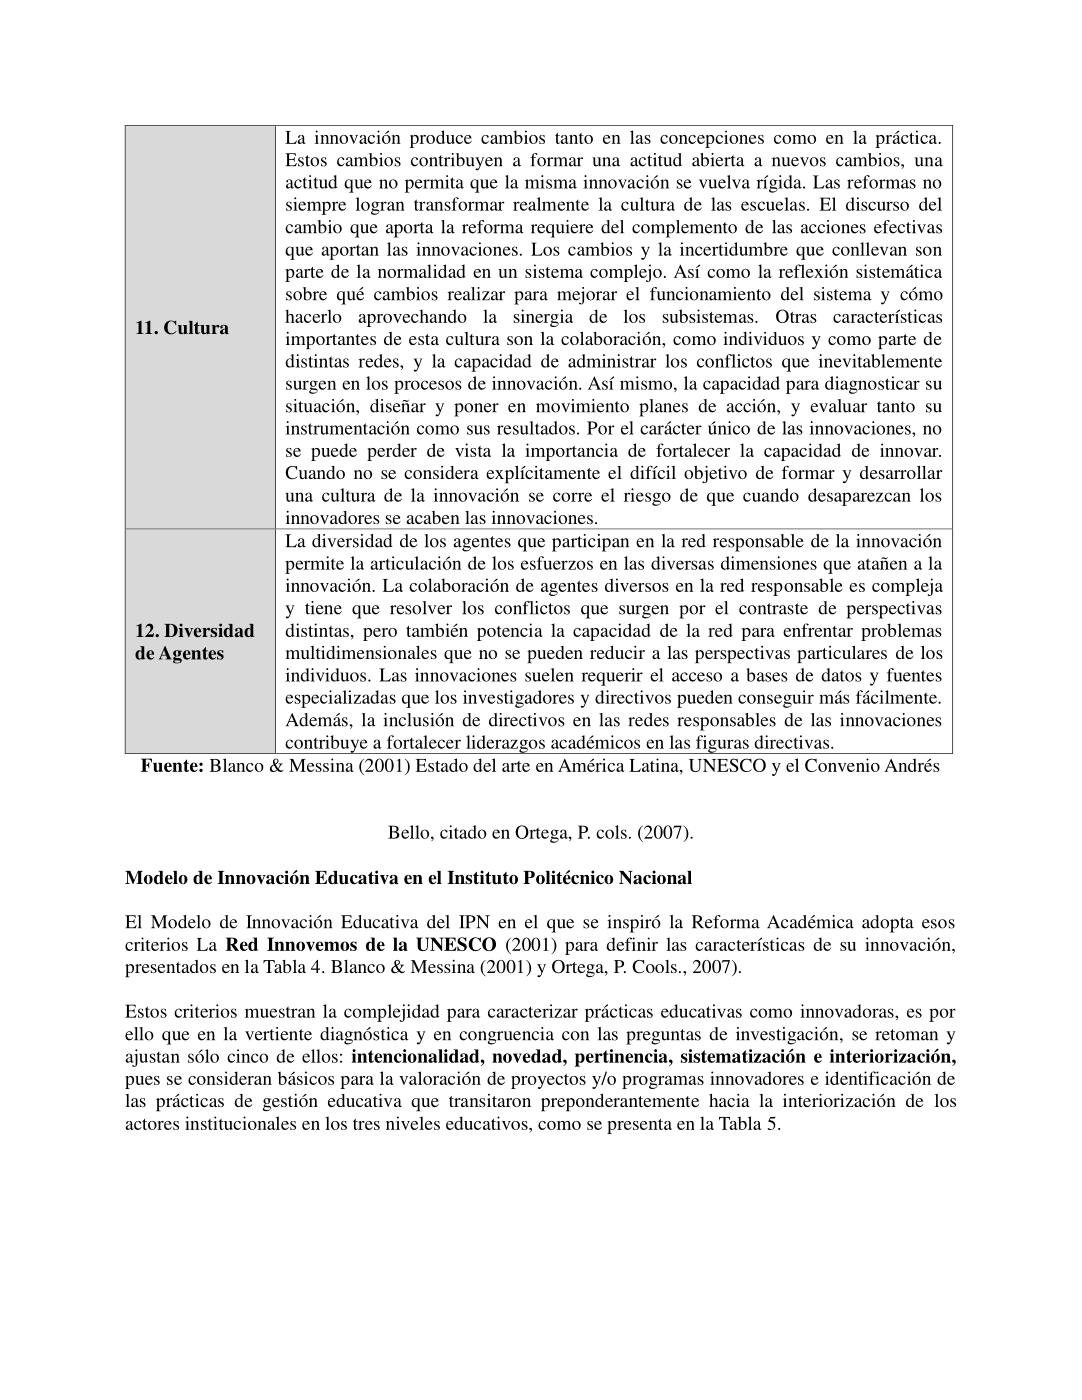 11. Cultura
La innovación produce cambios tanto en las concepciones como en la práctica.
Estos cambios contribuyen a formar una actitud abierta a nuevos cambios, una
actitud que no permita que la misma innovación se vuelva rígida. Las reformas no
siempre logran transformar realmente la cultura de las escuelas. El discurso del
cambio que aporta la reforma requiere del complemento de las acciones efectivas
que aportan las innovaciones. Los cambios y la incertidumbre que conllevan son
parte de la normalidad en un sistema complejo. Así como la reflexión sistemática
sobre qué cambios realizar para mejorar el funcionamiento del sistema y cómo
hacerlo aprovechando la sinergia de los subsistemas. Otras características
importantes de esta cultura son la colaboración, como individuos y como parte de
distintas redes, y la capacidad de administrar los conflictos que inevitablemente
surgen en los procesos de innovación. Así mismo, la capacidad para diagnosticar su
situación, diseñar y poner en movimiento planes de acción, y evaluar tanto su
instrumentación como sus resultados. Por el carácter único de las innovaciones, no
se puede perder de vista la importancia de fortalecer la capacidad de innovar.
Cuando no se considera explícitamente el difícil objetivo de formar y desarrollar
una cultura de la innovación se corre el riesgo de que cuando desaparezcan los
innovadores se acaben las innovaciones.
12. Diversidad
de Agentes
La diversidad de los agentes que participan en la red responsable de la innovación
permite la articulación de los esfuerzos en las diversas dimensiones que atañen a la
innovación. La colaboración de agentes diversos en la red responsable es compleja
y tiene que resolver los conflictos que surgen por el contraste de perspectivas
distintas, pero también potencia la capacidad de la red para enfrentar problemas
multidimensionales que no se pueden reducir a las perspectivas particulares de los
individuos. Las innovaciones suelen requerir el acceso a bases de datos y fuentes
especializadas que los investigadores y directivos pueden conseguir más fácilmente.
Además, la inclusión de directivos en las redes responsables de las innovaciones
contribuye a fortalecer liderazgos académicos en las figuras directivas.
Fuente: Blanco & Messina (2001) Estado del arte en América Latina, UNESCO y el Convenio Andrés
Bello, citado en Ortega, P. cols. (2007).
Modelo de Innovación Educativa en el Instituto Politécnico Nacional
El Modelo de Innovación Educativa del IPN en el que se inspiró la Reforma Académica adopta esos
criterios La Red Innovemos de la UNESCO (2001) para definir las características de su innovación,
presentados en la Tabla 4. Blanco & Messina (2001) y Ortega, P. Cools., 2007).
Estos criterios muestran la complejidad para caracterizar prácticas educativas como innovadoras, es por
ello que en la vertiente diagnóstica y en congruencia con las preguntas de investigación, se retoman y
ajustan sólo cinco de ellos: intencionalidad, novedad, pertinencia, sistematización e interiorización,
pues se consideran básicos para la valoración de proyectos y/o programas innovadores e identificación de
las prácticas de gestión educativa que transitaron preponderantemente hacia la interiorización de los
actores institucionales en los tres niveles educativos, como se presenta en la Tabla 5.